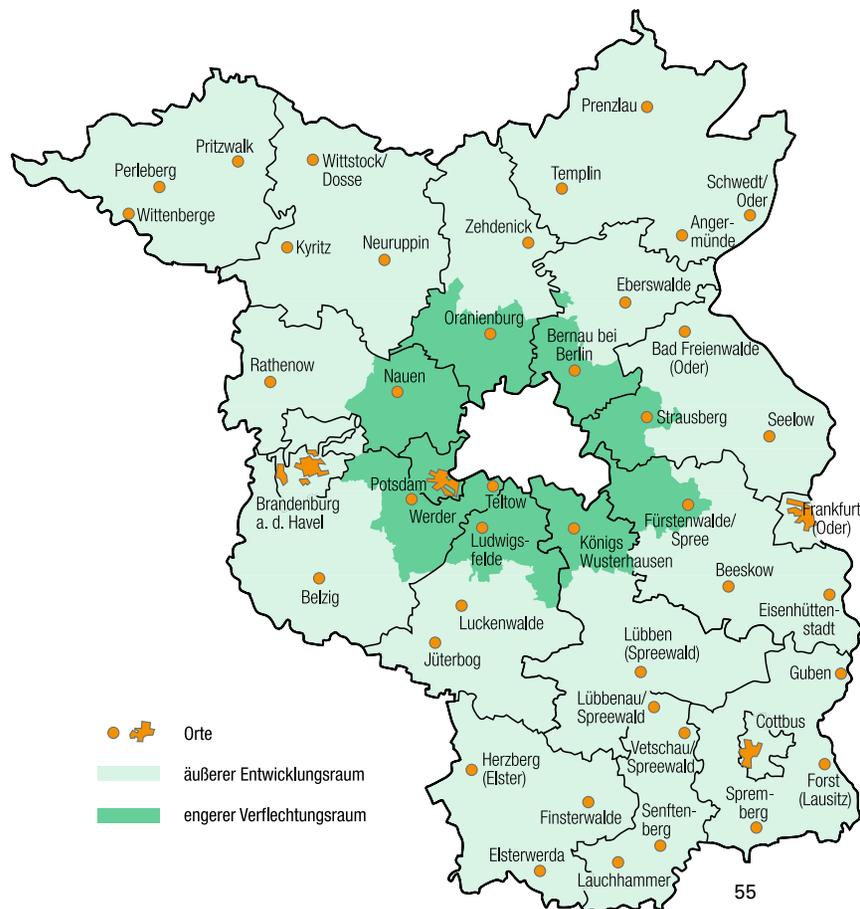 Prenzlau
Pritzwalk
Wittstock/
Dosse
Perleberg
Templin
Schwedt/
Oder
Wittenberge
Zehdenick
Anger-
münde
Kyritz
Neuruppin
Eberswalde
Oranienburg
Bernau bei
Berlin
Bad Freienwalde
(Oder)
Rathenow
Nauen
Strausberg
Seelow
Potsdam
Teltow
Brandenburg
a. d. Havel
Werder
Fürstenwalde/
Spree
Frankfurt
(Oder)
Ludwigs-
felde
Königs
Wusterhausen
Beeskow
Belzig
Eisenhütten-
stadt
Luckenwalde
Lübben
(Spreewald)
Jüterbog
Guben
Lübbenau/
Spreewald
Cottbus
Orte
Vetschau/
Spreewald
Herzberg
(Elster)
äußerer Entwicklungsraum
Forst
(Lausitz)
Sprem-
berg
engerer Verflechtungsraum
Finsterwalde
Senften-
berg
Elsterwerda
Lauchhammer
55